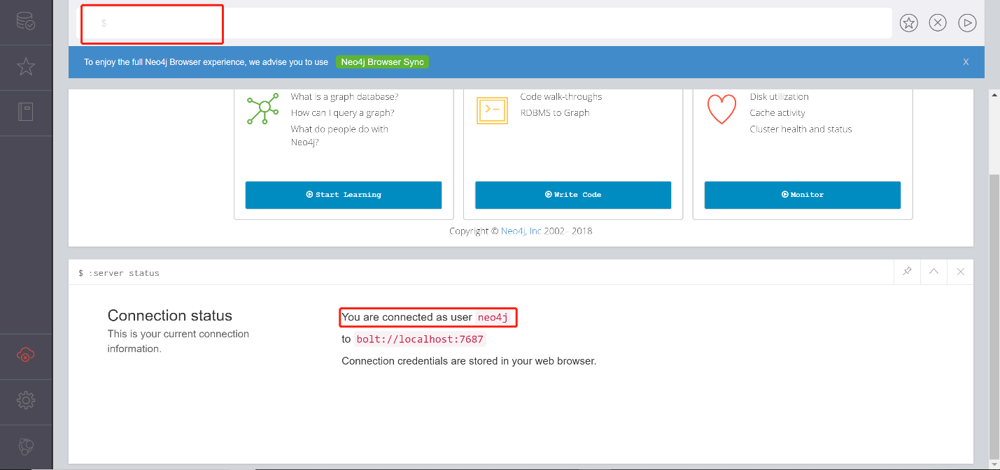 $
To enjoy the full Neo4j Browser experience, we advise you to use Neo4j Browser Sync X
What is a graph database?
How can I query a graph?
What do people do with
Neo4j?
Start Learning
Code walk-throughs
RDBMS to Graph
Write Code
Disk utilization
Cache activity
Cluster health and status
Monitor
Copyright © Neo4j, Inc 2002– 2018
$ :server status
Connection status
This is your current connection
information.
You are connected as user neo4j
to bolt://localhost:7687
Connection credentials are stored in your web browser.